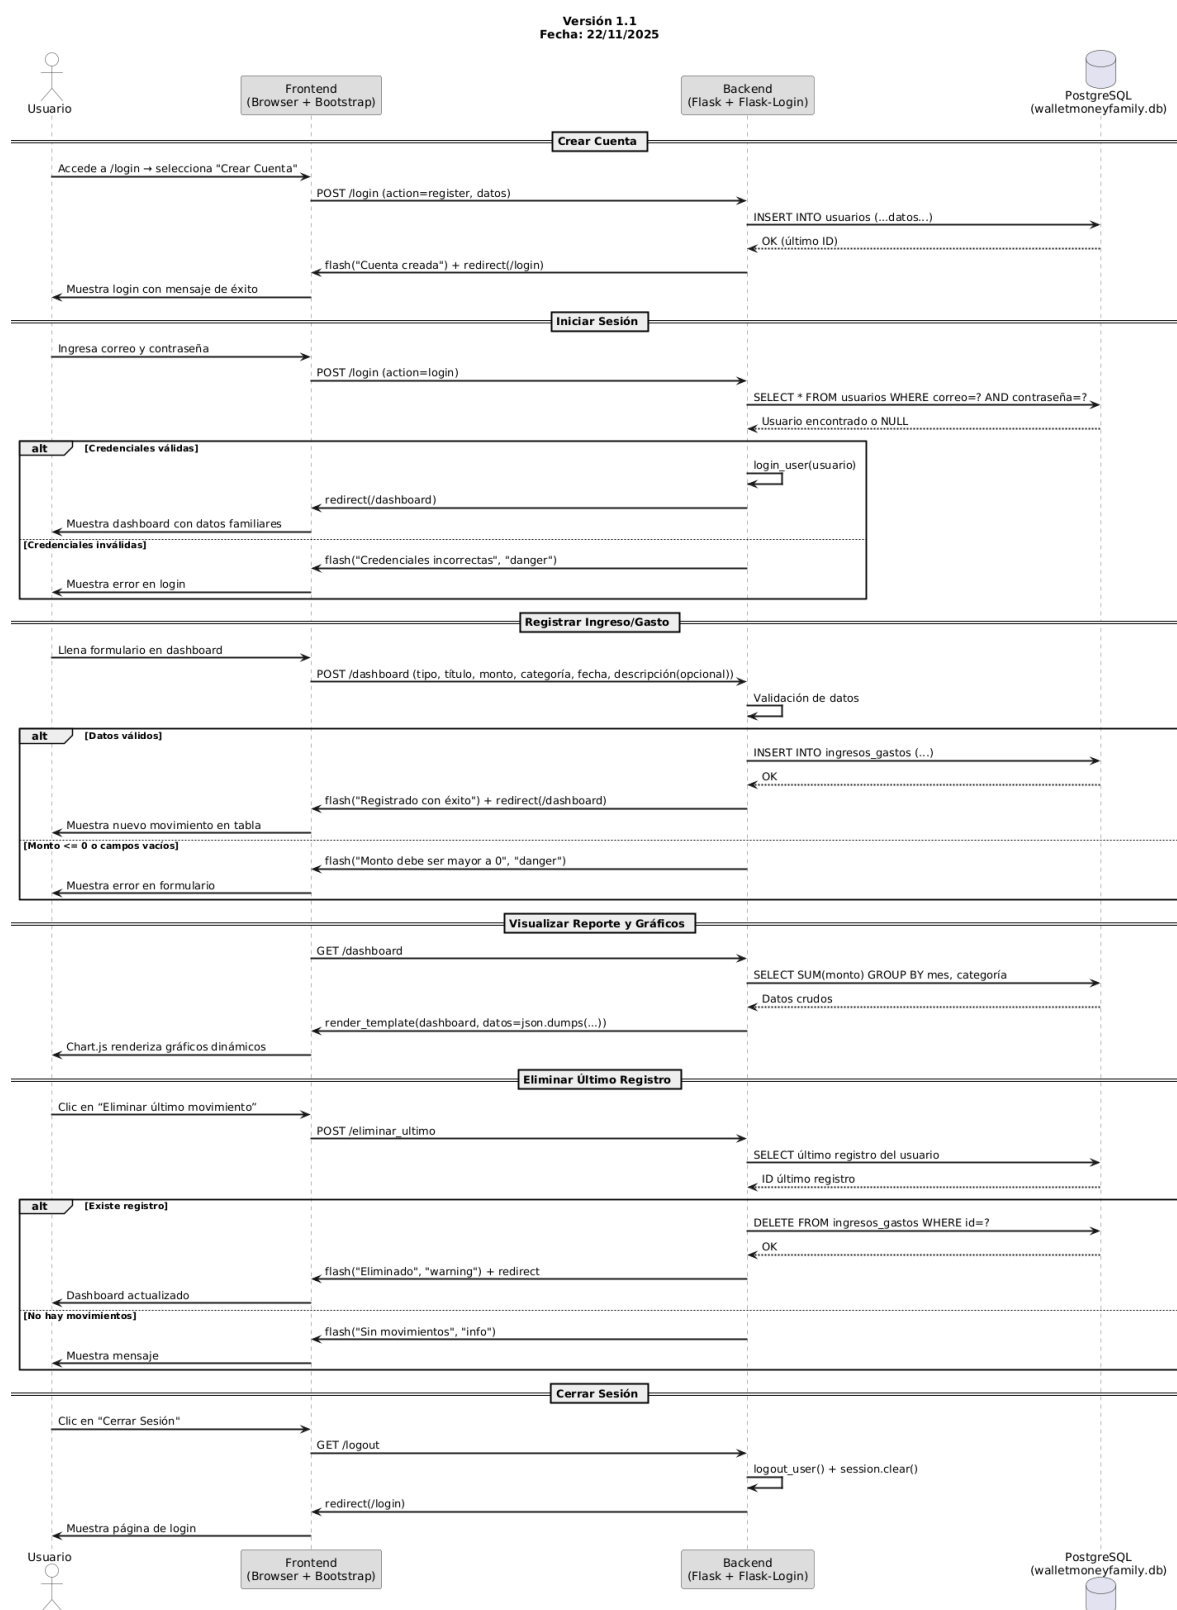 Versión 1.1
Fecha: 22/11/2025
Usuario
Frontend
(Browser + Bootstrap)
Backend
(Flask + Flask-Login)
PostgreSQL
(walletmoneyfamily.db)
Crear Cuenta
Accede a /login → selecciona "Crear Cuenta"
POST /login (action=register, datos)
INSERT INTO usuarios (...datos...)
OK (último ID)
flash("Cuenta creada") + redirect(/login)
Muestra login con mensaje de éxito
Iniciar Sesión
Ingresa correo y contraseña
POST /login (action=login)
SELECT * FROM usuarios WHERE correo=? AND contraseña=?
Usuario encontrado o NULL
alt [Credenciales válidas]
login_user(usuario)
redirect(/dashboard)
Muestra dashboard con datos familiares
[Credenciales inválidas]
flash("Credenciales incorrectas", "danger")
Muestra error en login
Registrar Ingreso/Gasto
Llena formulario en dashboard
POST /dashboard (tipo, título, monto, categoría, fecha, descripción(opcional))
Validación de datos
alt [Datos válidos]
INSERT INTO ingresos_gastos (...)
OK
flash("Registrado con éxito") + redirect(/dashboard)
Muestra nuevo movimiento en tabla
[Monto <= 0 o campos vacíos]
flash("Monto debe ser mayor a 0", "danger")
Muestra error en formulario
Visualizar Reporte y Gráficos
GET /dashboard
SELECT SUM(monto) GROUP BY mes, categoría
Datos crudos
render_template(dashboard, datos=json.dumps(...))
Chart.js renderiza gráficos dinámicos
Eliminar Último Registro
Clic en “Eliminar último movimiento”
POST /eliminar_ultimo
SELECT último registro del usuario
ID último registro
alt [Existe registro]
DELETE FROM ingresos_gastos WHERE id=?
OK
flash("Eliminado", "warning") + redirect
Dashboard actualizado
[No hay movimientos]
flash("Sin movimientos", "info")
Muestra mensaje
Cerrar Sesión
Clic en "Cerrar Sesión"
GET /logout
logout_user() + session.clear()
redirect(/login)
Muestra página de login
Usuario
Frontend
(Browser + Bootstrap)
Backend
(Flask + Flask-Login)
PostgreSQL
(walletmoneyfamily.db)